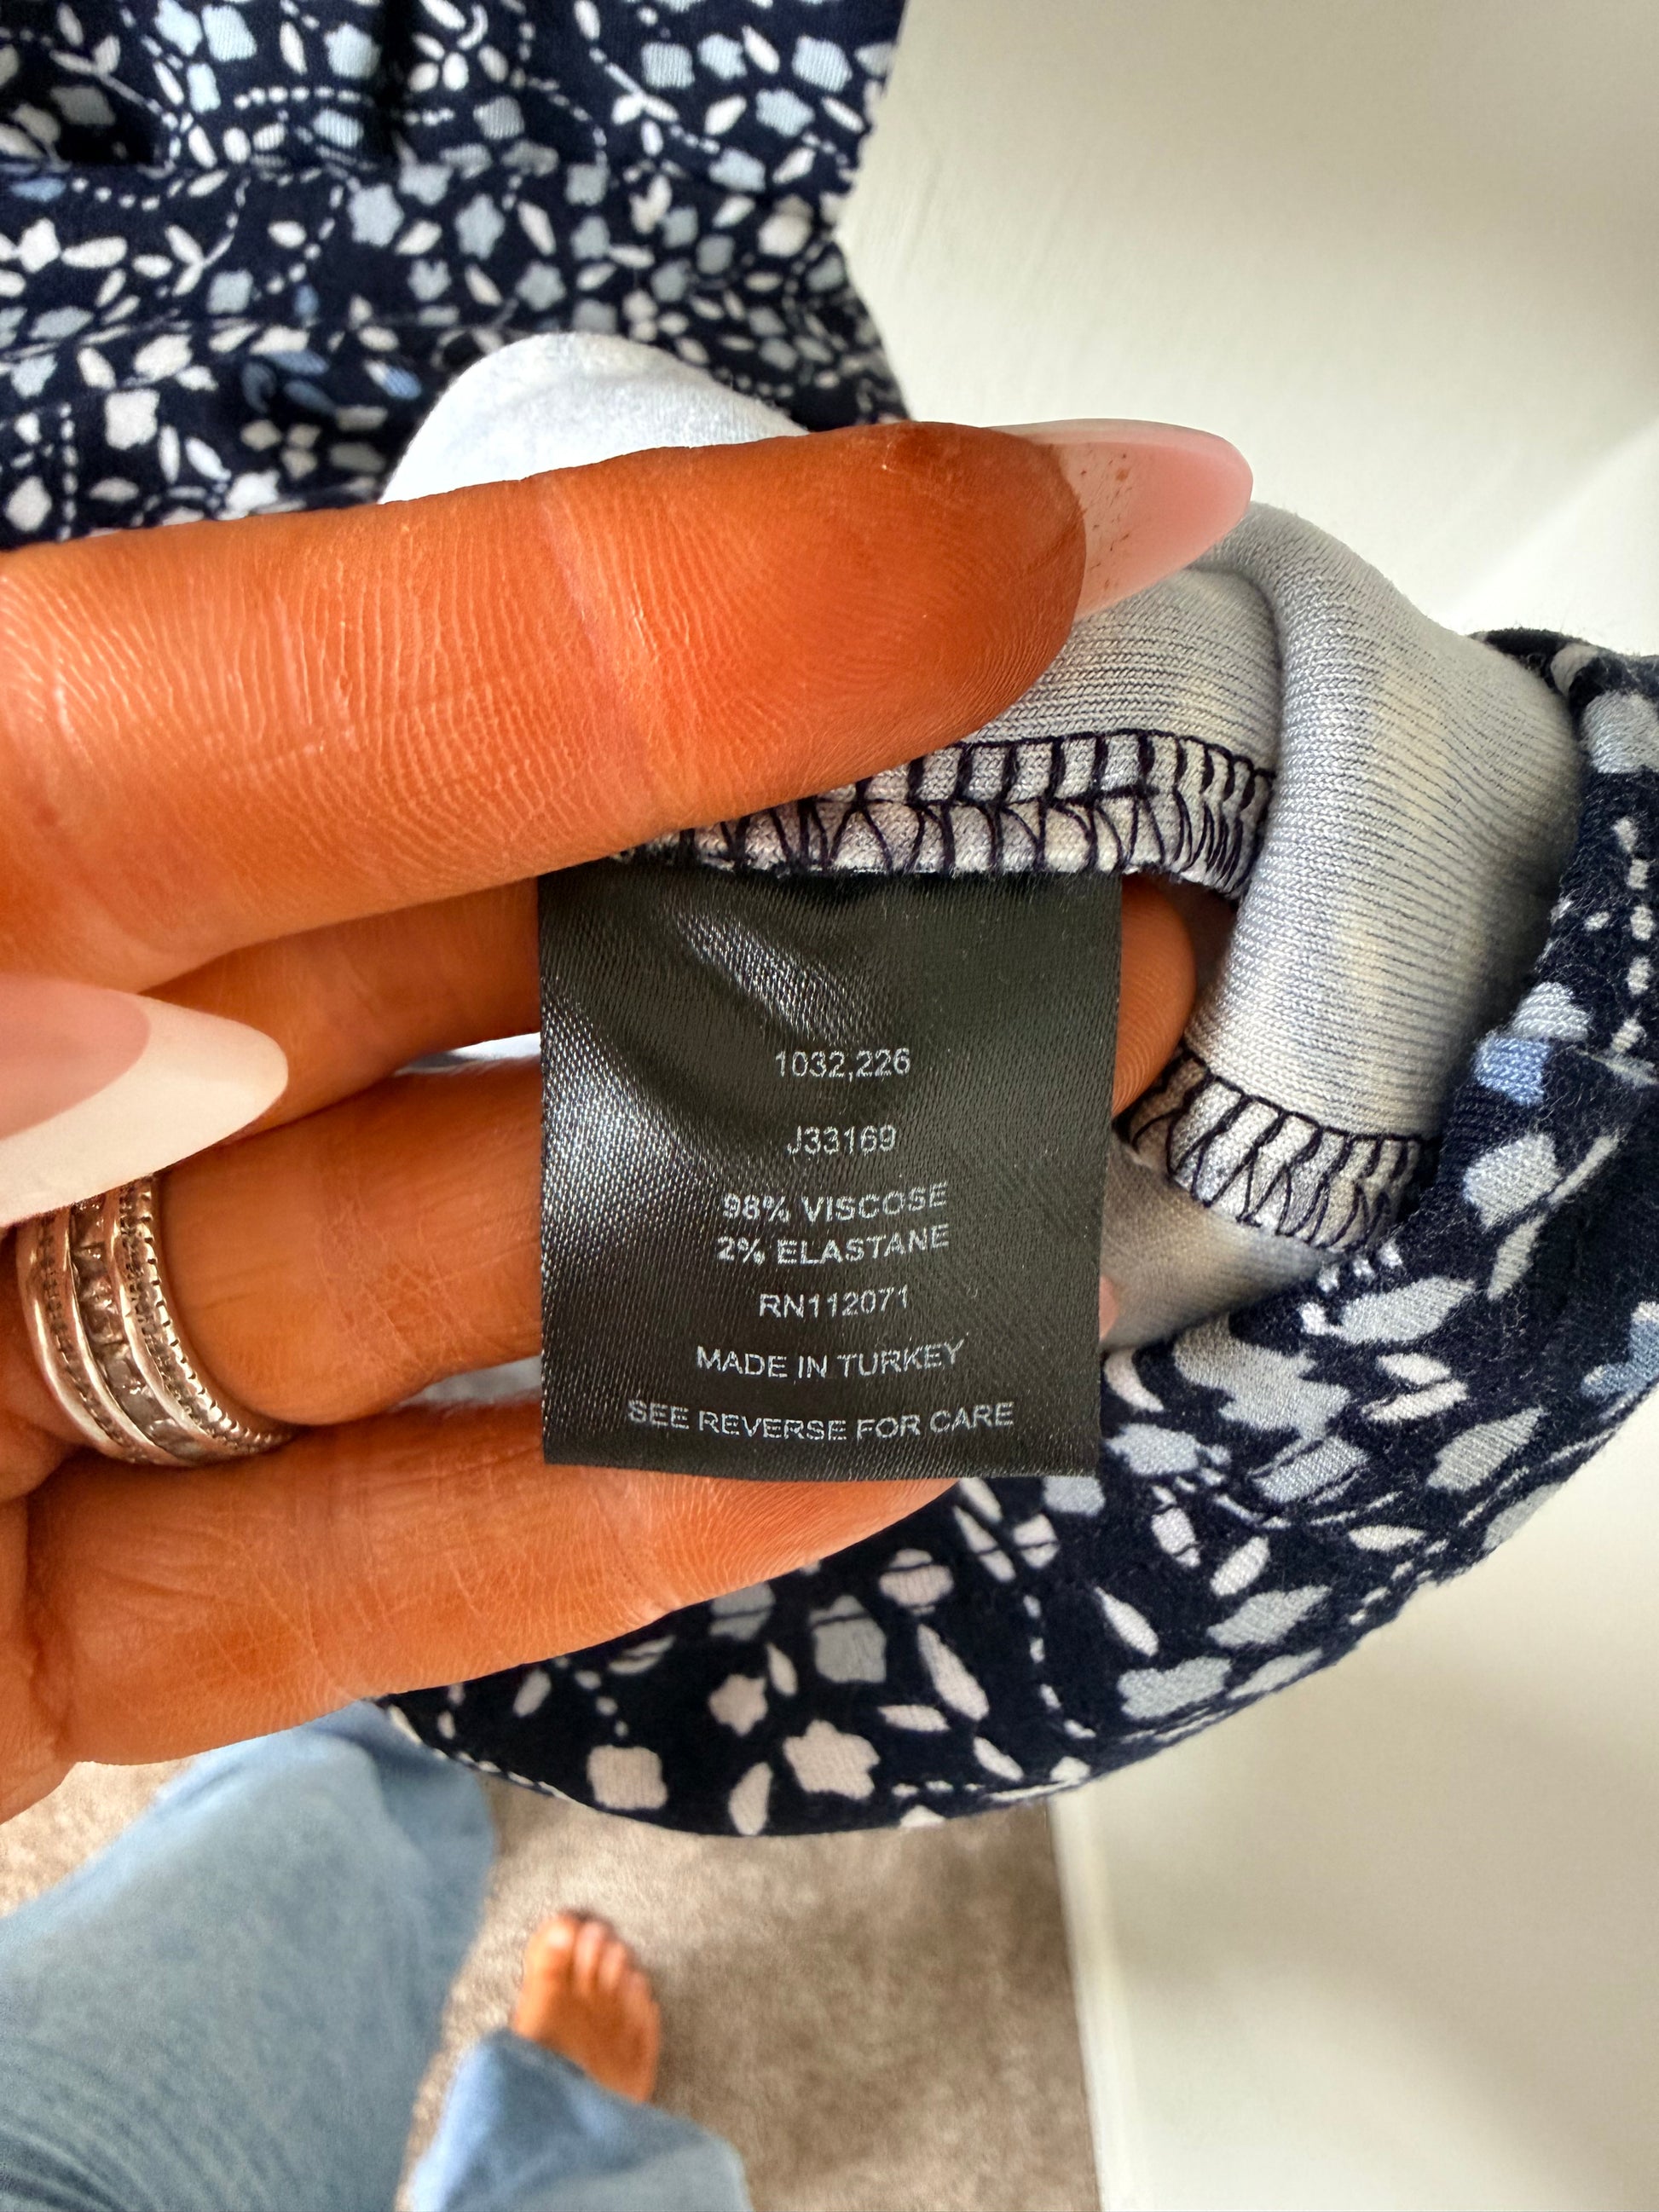 1032,226
J33169
98% VISCOSE
2% ELASTANE
RN112071
MADE IN TURKEY
SEE REVERSE FOR CARE